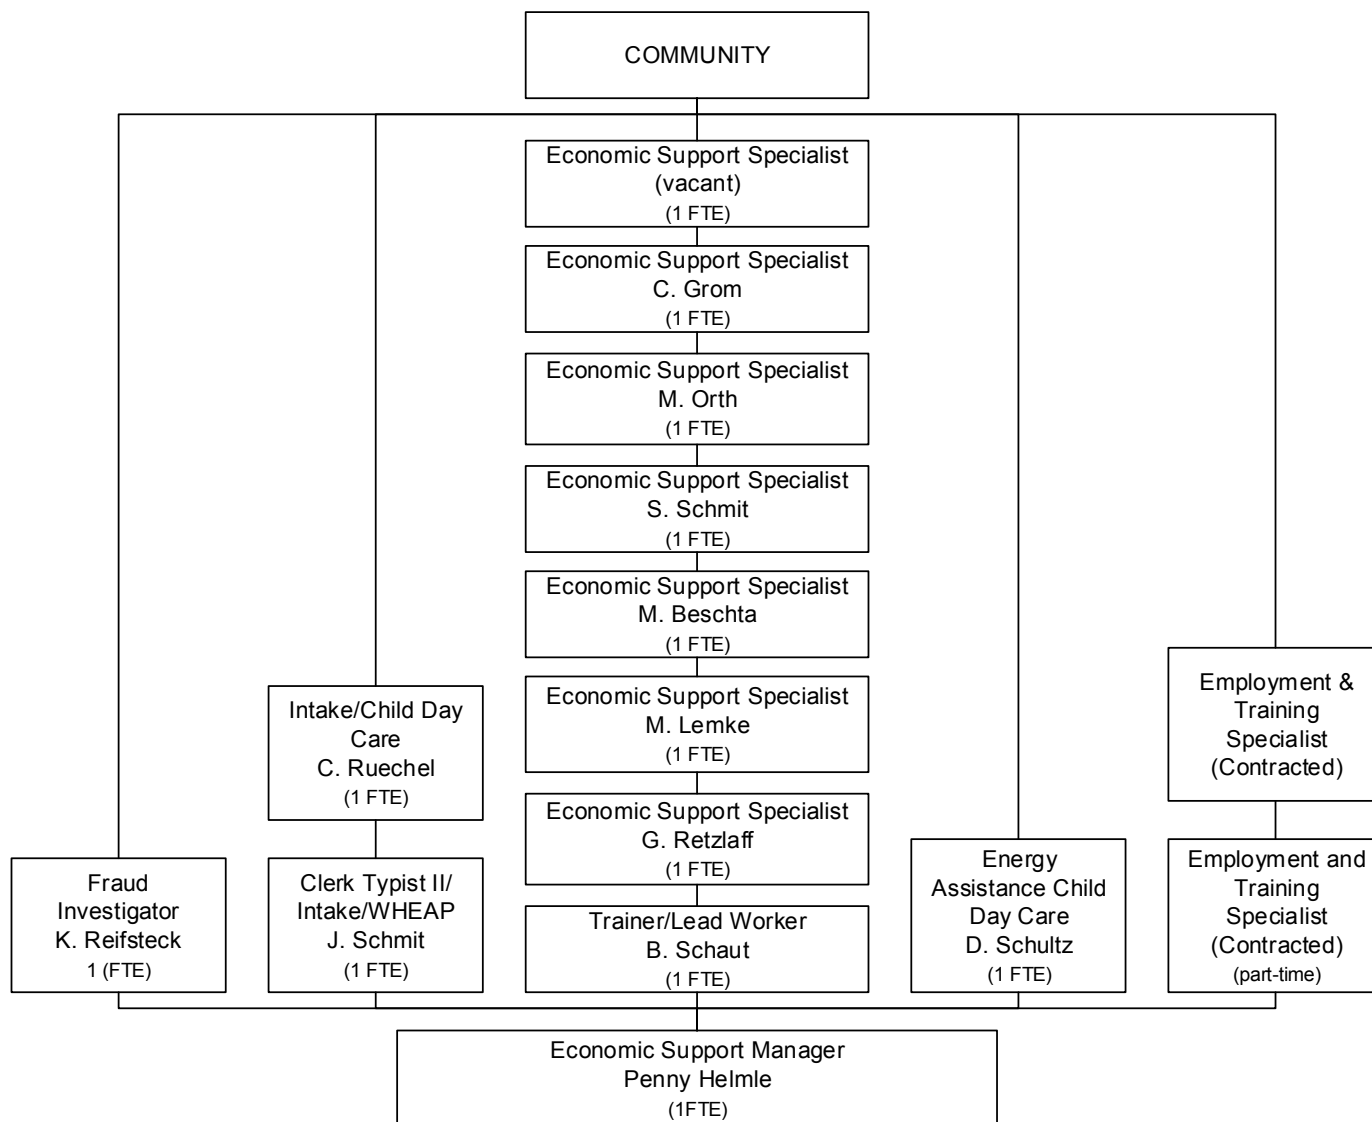 COMMUNITY
Economic Support Specialist
(vacant)
(1 FTE)
Economic Support Specialist
C. Grom
(1 FTE)
Economic Support Specialist
M. Orth
(1 FTE)
Economic Support Specialist
S. Schmit
(1 FTE)
Economic Support Specialist
M. Beschta
(1 FTE)
Economic Support Specialist
M. Lemke
(1 FTE)
Economic Support Specialist
G. Retzlaff
(1 FTE)
Trainer/Lead Worker
B. Schaut
(1 FTE)
Fraud
Investigator
K. Reifsteck
1 (FTE)
Intake/Child Day
Care
C. Ruechel
(1 FTE)
Clerk Typist II/
Intake/WHEAP
J. Schmit
(1 FTE)
Energy
Assistance Child
Day Care
D. Schultz
(1 FTE)
Employment &
Training
Specialist
(Contracted)
Employment and
Training
Specialist
(Contracted)
(part-time)
Economic Support Manager
Penny Helmle
(1FTE)